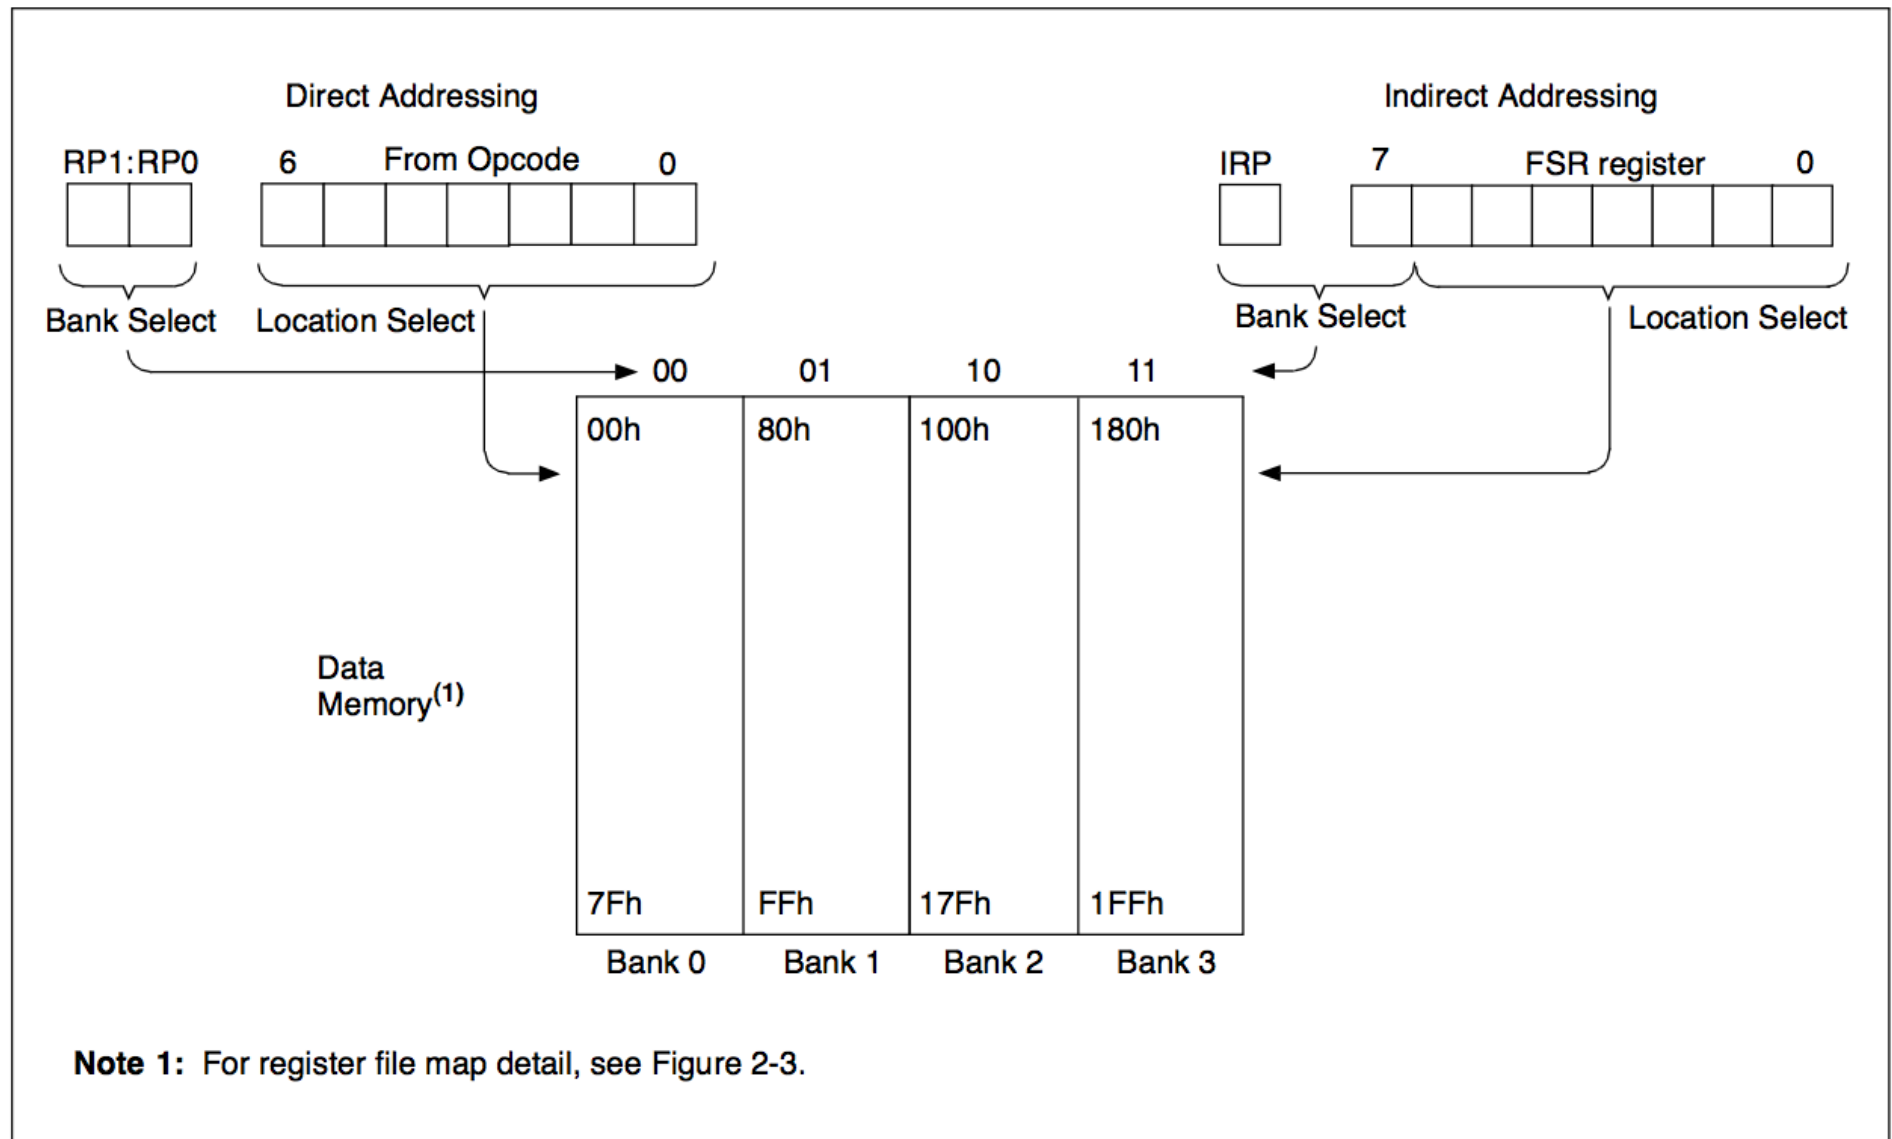 Direct Addressing
Indirect Addressing
RP1:RP0 6 From Opcode 0
IRP 7 FSR register 0
Bank Select Location Select
Bank Select Location Select
00 01 10 11
00h 80h 100h 180h
Data
Memory(1)
7Fh FFh 17Fh 1FFh
Bank 0 Bank 1 Bank 2 Bank 3
Note 1: For register file map detail, see Figure 2-3.